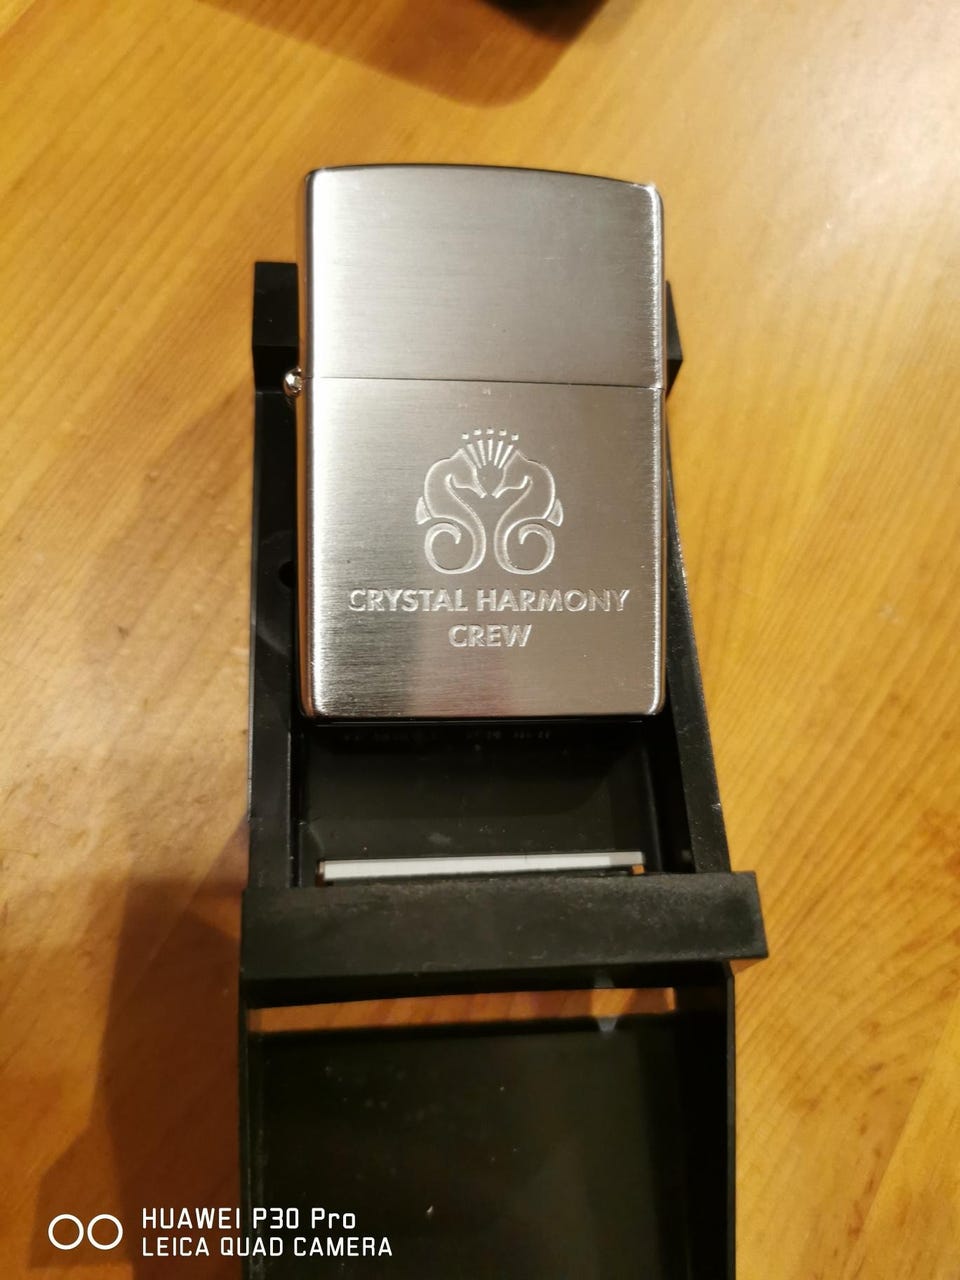 CRYSTAL HARMONY
CREW
HUAWEI P30 Pro
LEICA QUAD CAMERA